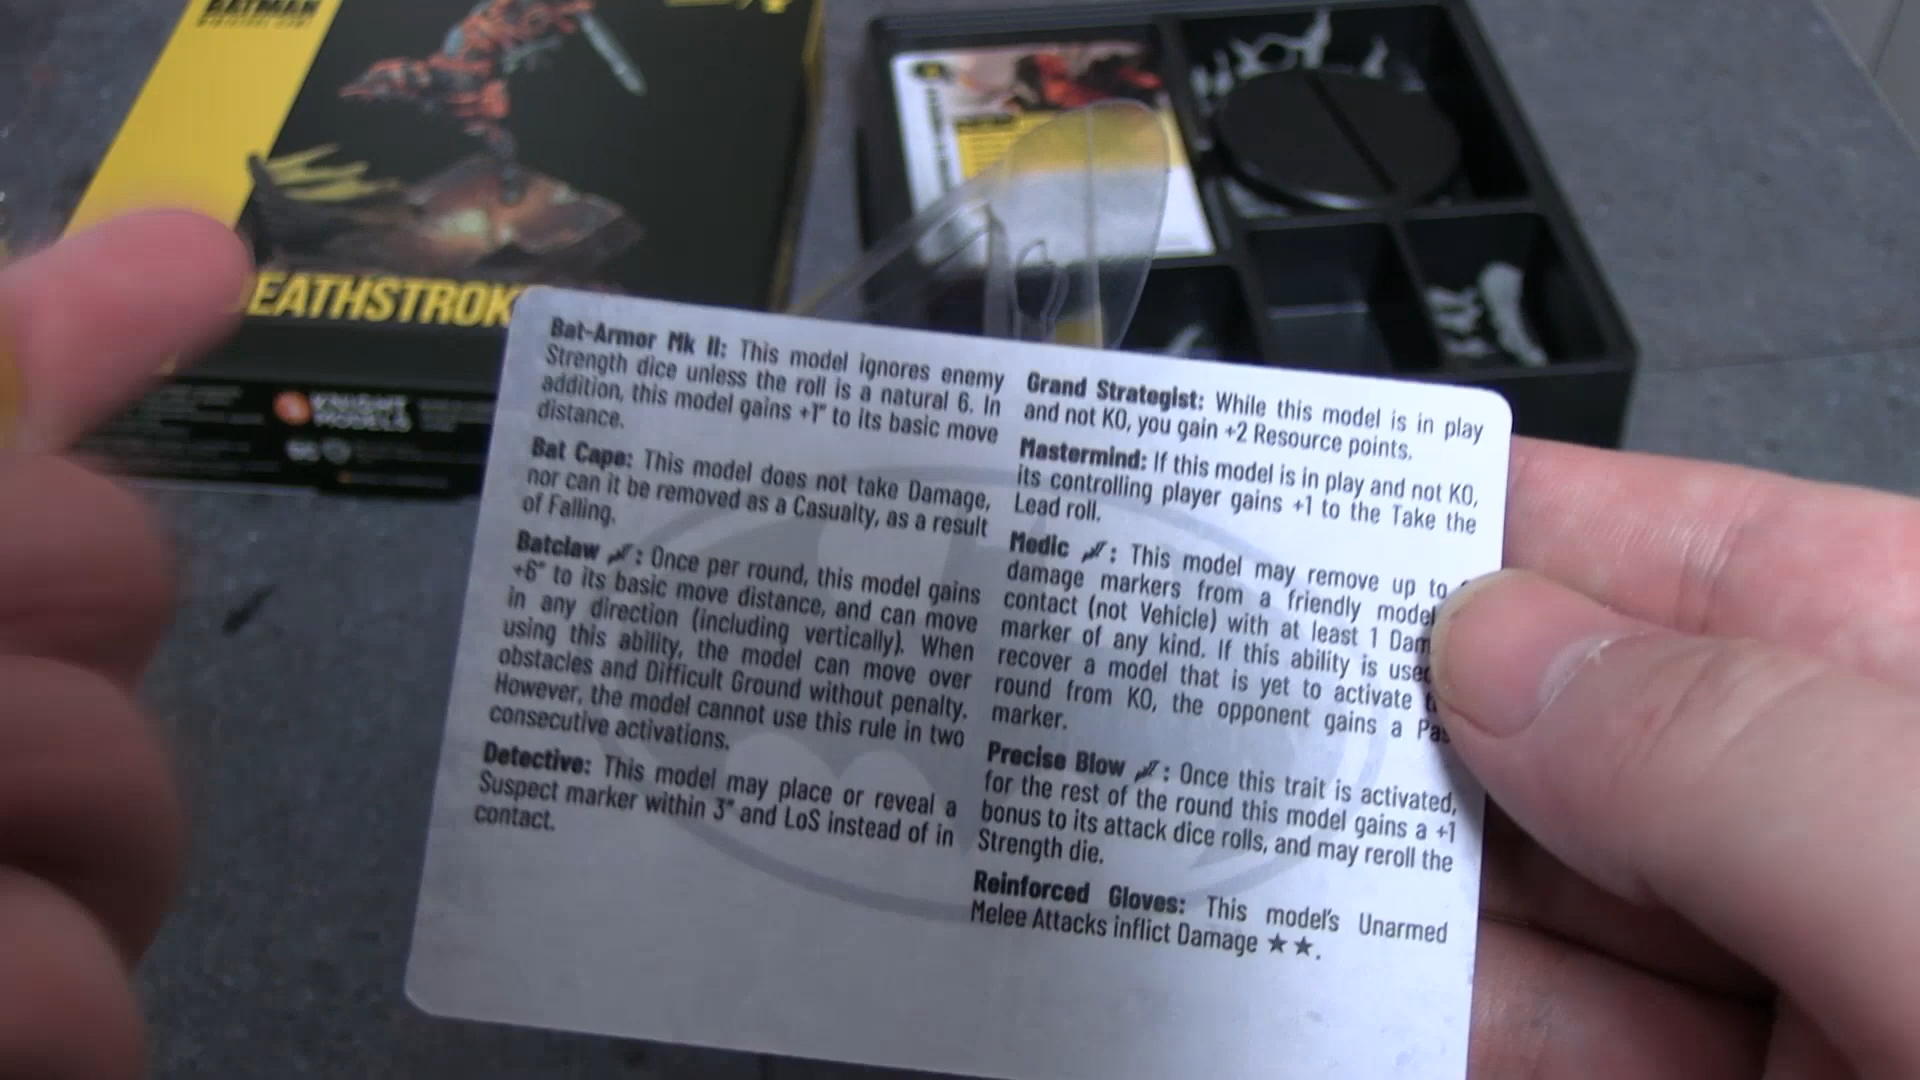 BATMAN
EATHSTROK
KNIGHT
MODELS
Bat-Armor Mk II: This model ignores enemy
Strength dice unless the roll is a natural 6. In
addition, this model gains +1" to its basic move
distance.
Bat Cape: This model does not take Damage,
nor can it be removed as a Casualty, as a result
of Falling.
Batclaw : Once per round, this model gains
+6" to its basic move distance, and can move
in any direction (including vertically). When
using this ability, the model can move over
obstacles and Difficult Ground without penalty.
However, the model cannot use this rule in two
consecutive activations.
Detective: This model may place or reveal a
Suspect marker within 3" and LoS instead of in
contact.
Grand Strategist: While this model is in play
and not KO, you gain +2 Resource points.
Mastermind: If this model is in play and not KO,
its controlling player gains +1 to the Take the
Lead roll.
Medic : This model may remove up to
damage markers from a friendly model
contact (not Vehicle) with at least 1 Dam
marker of any kind. If this ability is used
recover a model that is yet to activate
round from KO, the opponent gains a Pas
marker.
Precise Blow : Once this trait is activated,
for the rest of the round this model gains a +1
bonus to its attack dice rolls, and may reroll the
Strength die.
Reinforced Gloves: This model's Unarmed
Melee Attacks inflict Damage ★★.